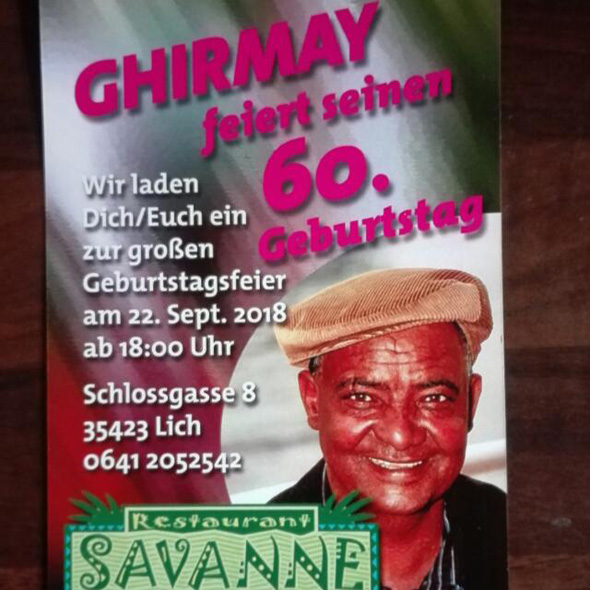 GHIRMAY
feiert seinen
60.
Geburtstag
Wir laden
Dich/Euch ein
zur großen
Geburtstagsfeier
am 22. Sept. 2018
ab 18:00 Uhr
Schlossgasse 8
35423 Lich
0641 2052542
Restaurant
SAVANNE